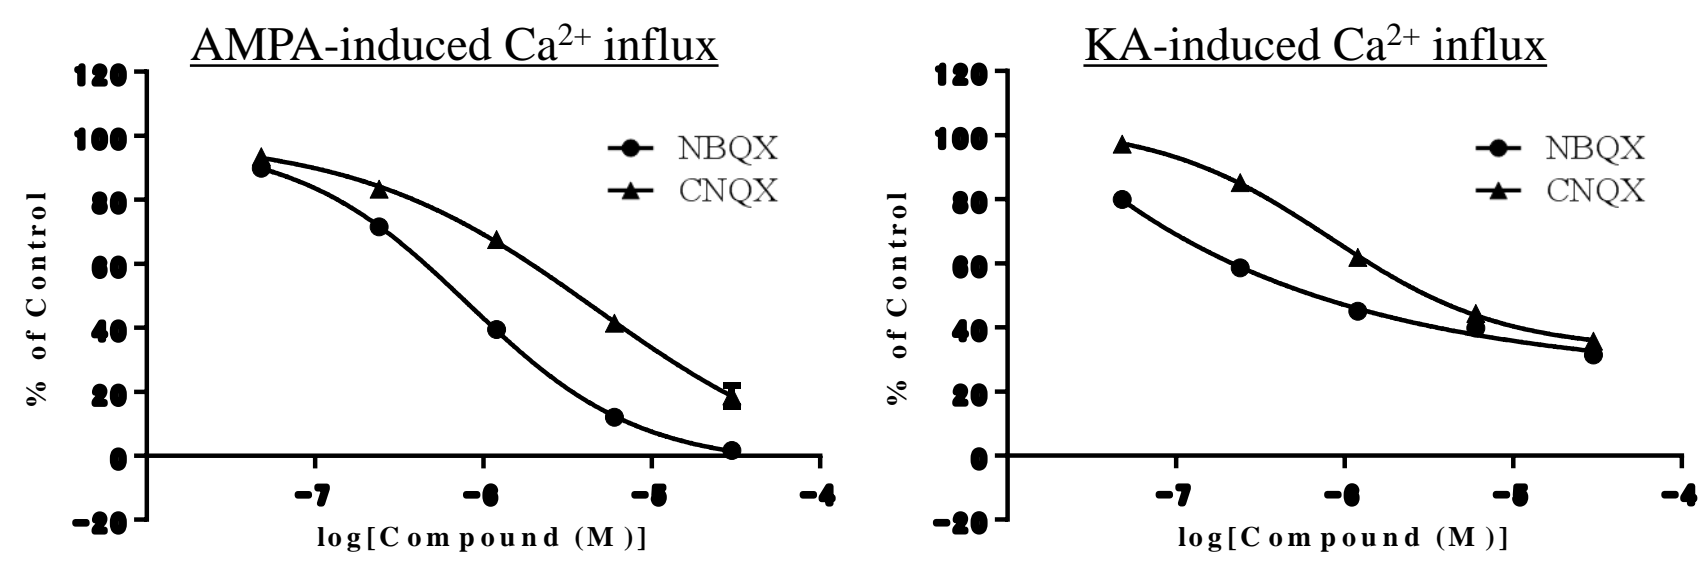 AMPA-induced Ca²⁺ influx
120
100
80
60
40
20
0
-20
% of Control
NBQX
CNQX
-7
-6
-5
-4
log[Compound (M)]
KA-induced Ca²⁺ influx
120
100
80
60
40
20
0
-20
% of Control
NBQX
CNQX
-7
-6
-5
-4
log[Compound (M)]